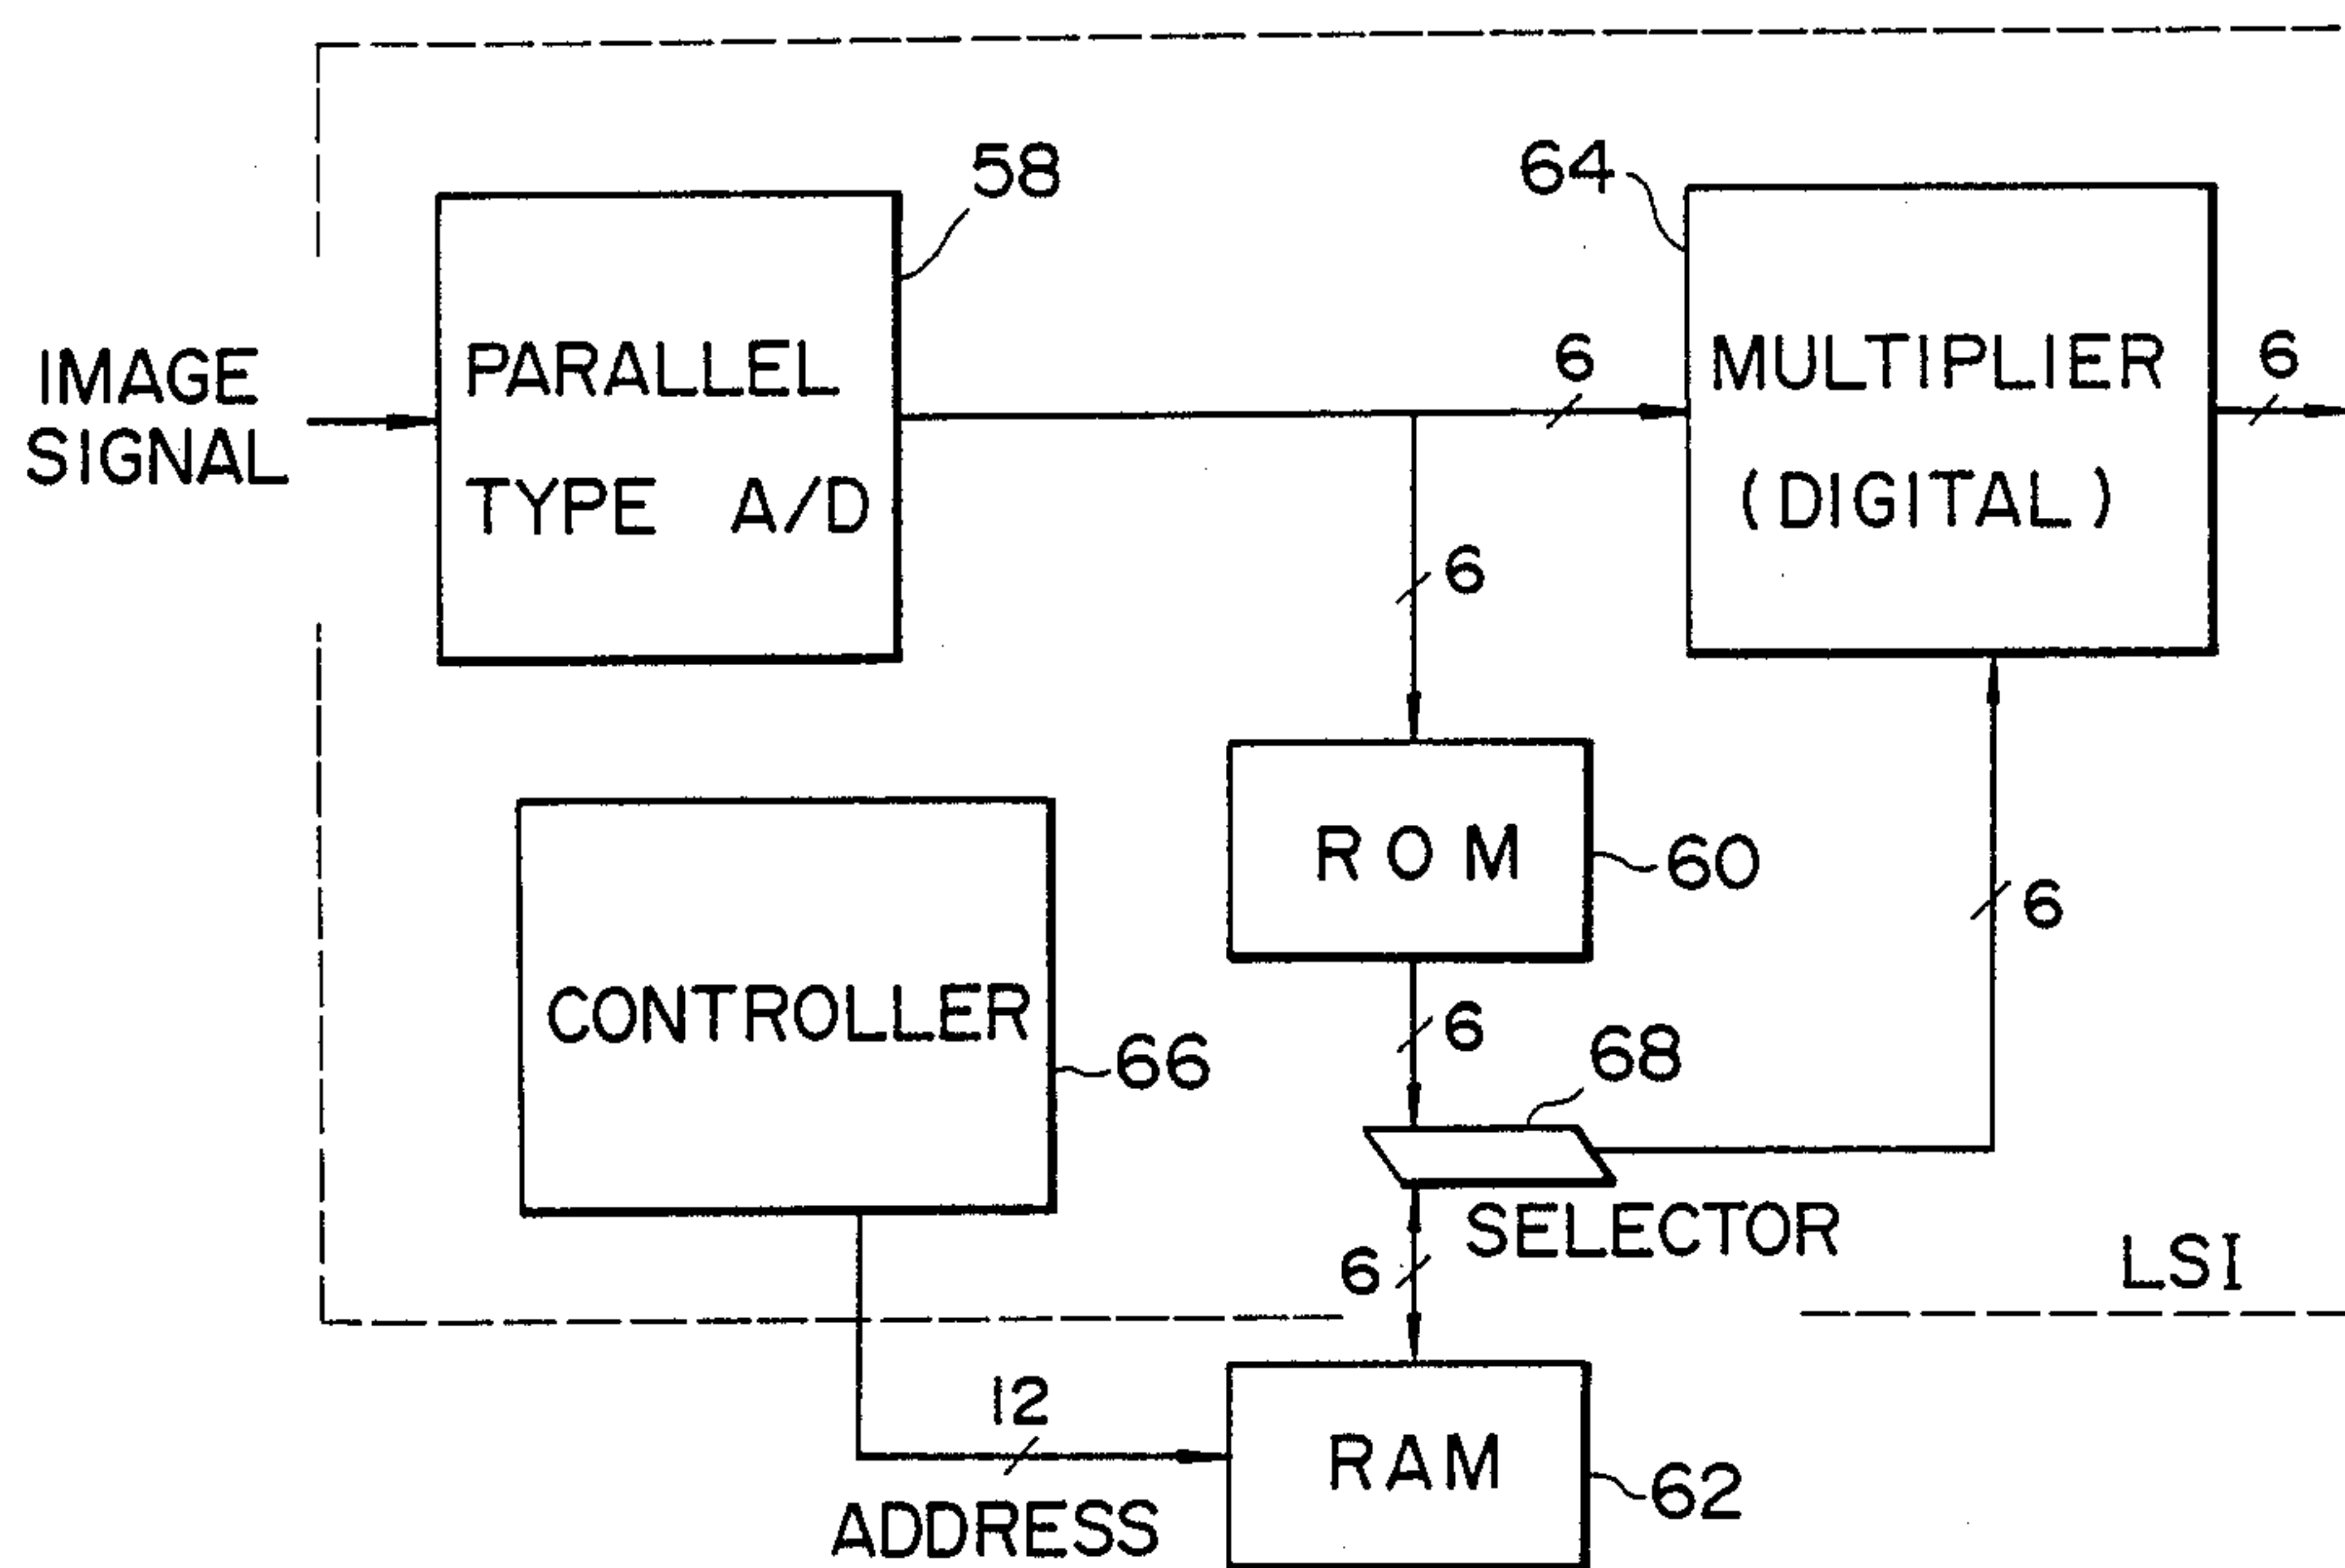 58
64
IMAGE
SIGNAL
PARALLEL
TYPE A/D
6
MULTIPLIER
(DIGITAL)
6
6
ROM
60
6
CONTROLLER
66
6
68
SELECTOR
6
LSI
12
ADDRESS
RAM
62